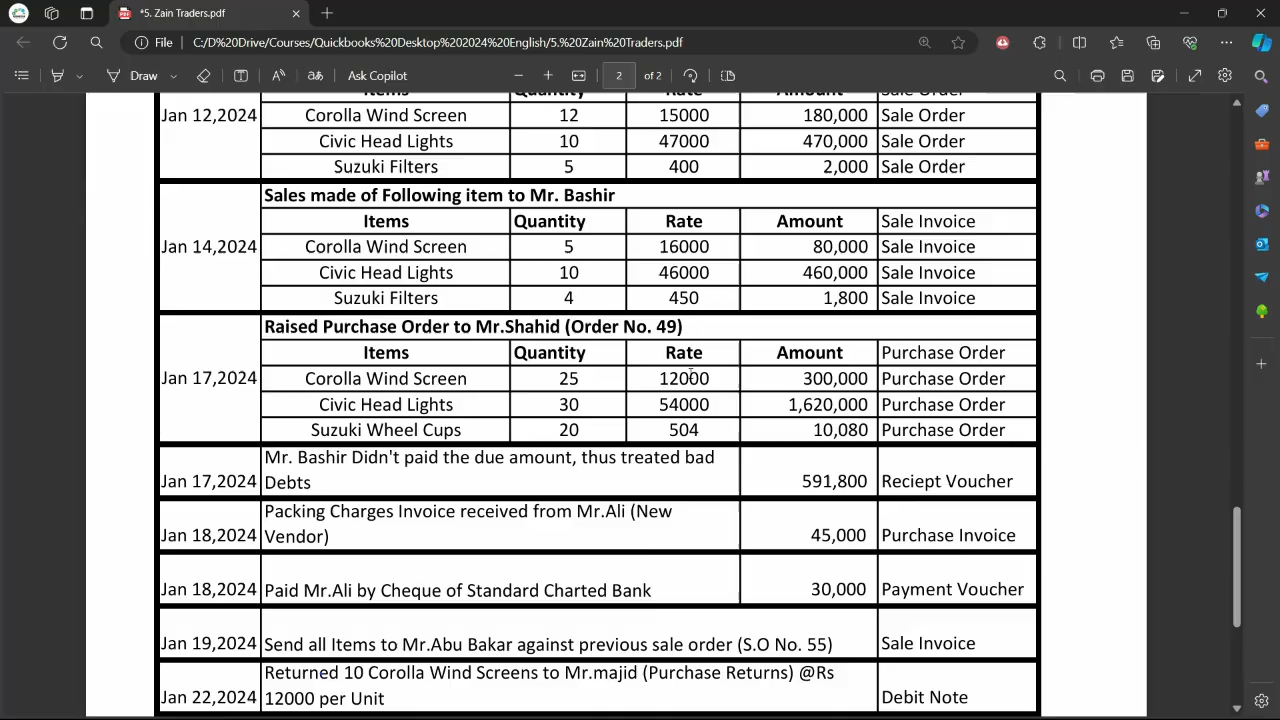 *5. Zain Traders.pdf
File C:/D%20Drive/Courses/Quickbooks%20Desktop%202024%20English/5.%20Zain%20Traders.pdf
Draw Ask Copilot 2 of 2
Items Quantity Rate Amount Sale Order
Jan 12,2024 Corolla Wind Screen 12 15000 180,000 Sale Order
Civic Head Lights 10 47000 470,000 Sale Order
Suzuki Filters 5 400 2,000 Sale Order
Sales made of Following item to Mr. Bashir
Items Quantity Rate Amount Sale Invoice
Jan 14,2024 Corolla Wind Screen 5 16000 80,000 Sale Invoice
Civic Head Lights 10 46000 460,000 Sale Invoice
Suzuki Filters 4 450 1,800 Sale Invoice
Raised Purchase Order to Mr.Shahid (Order No. 49)
Items Quantity Rate Amount Purchase Order
Jan 17,2024 Corolla Wind Screen 25 12000 300,000 Purchase Order
Civic Head Lights 30 54000 1,620,000 Purchase Order
Suzuki Wheel Cups 20 504 10,080 Purchase Order
Mr. Bashir Didn't paid the due amount, thus treated bad
Jan 17,2024 Debts 591,800 Reciept Voucher
Packing Charges Invoice received from Mr.Ali (New
Jan 18,2024 Vendor) 45,000 Purchase Invoice
Jan 18,2024 Paid Mr.Ali by Cheque of Standard Charted Bank 30,000 Payment Voucher
Jan 19,2024 Send all Items to Mr.Abu Bakar against previous sale order (S.O No. 55) Sale Invoice
Returned 10 Corolla Wind Screens to Mr.majid (Purchase Returns) @Rs
Jan 22,2024 12000 per Unit Debit Note